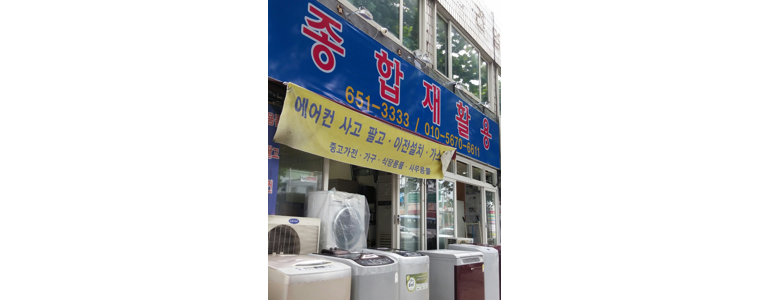 종합재활용
651-3333 / 010-5670-6611
에어컨 사고 팔고·이전설치·가스
중고가전·가구·식당용품·사무용품